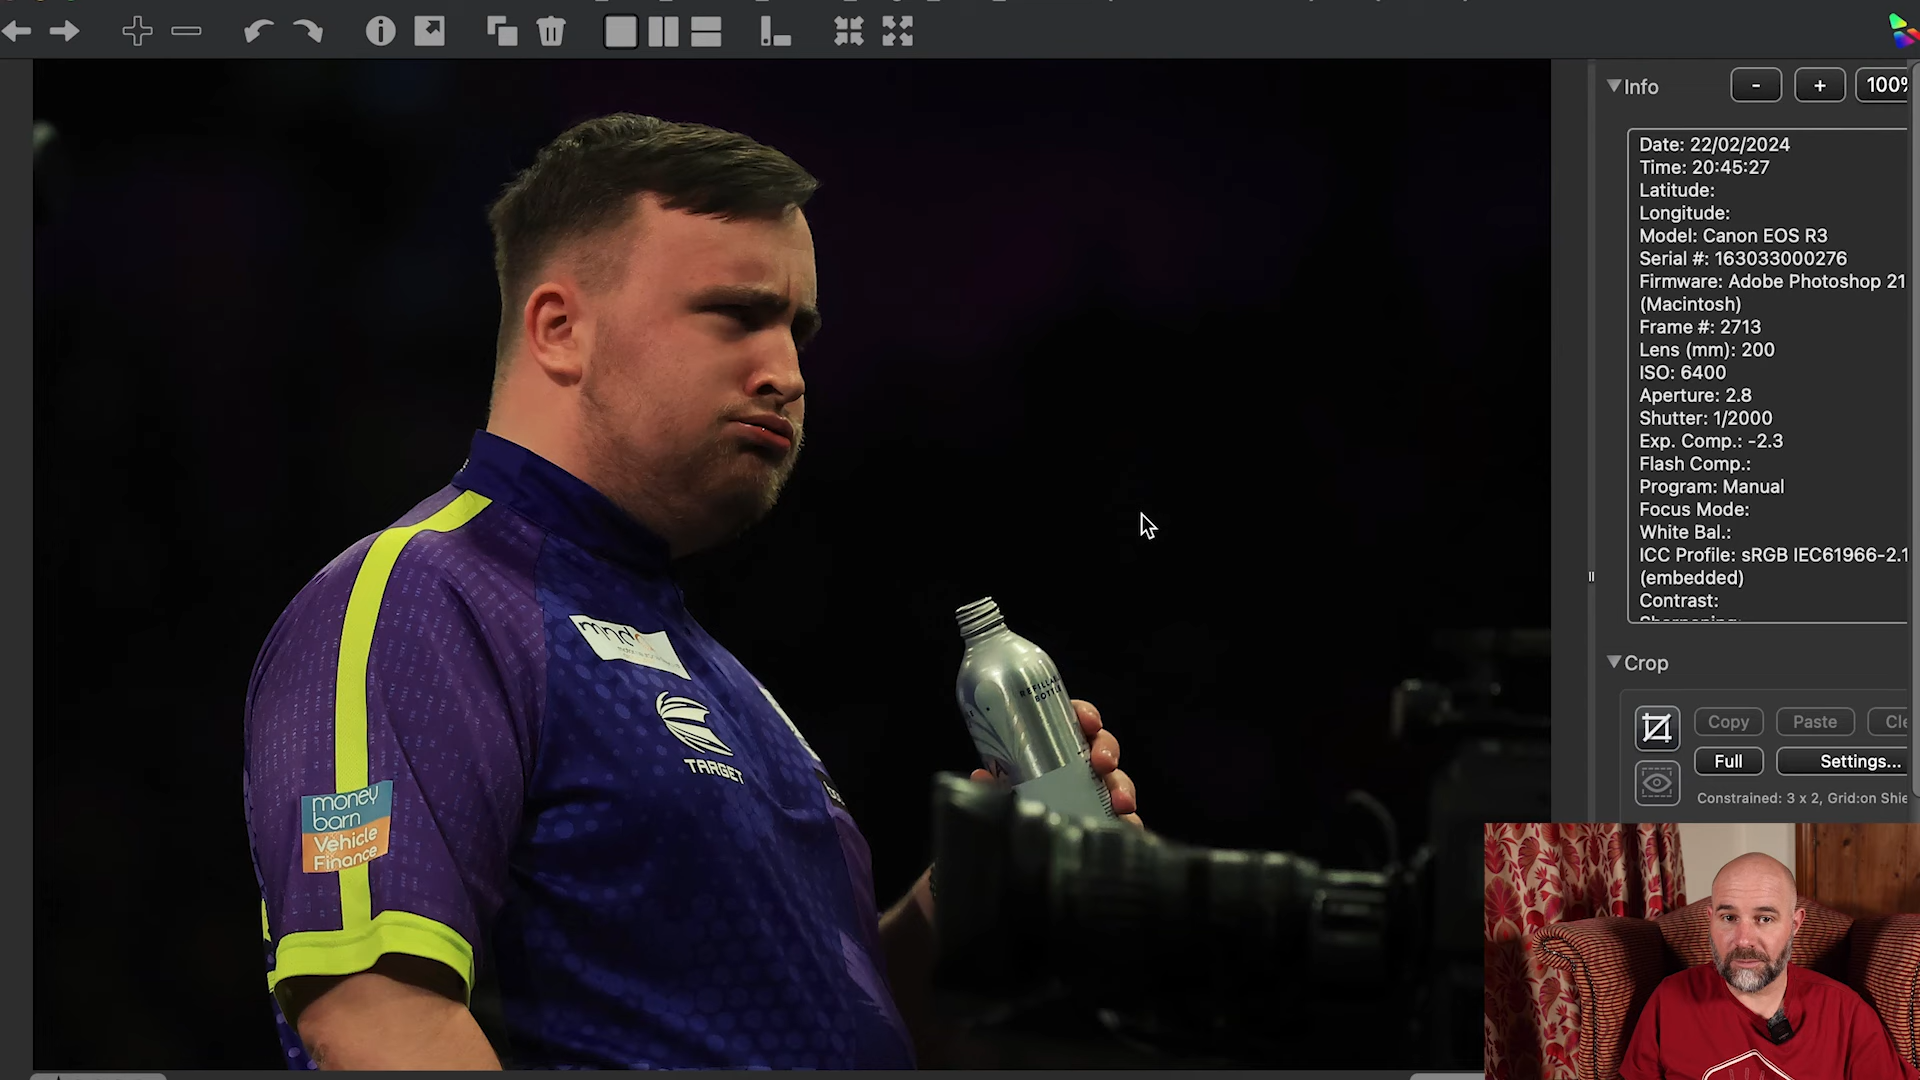 Info
-
+
100%
Date: 22/02/2024
Time: 20:45:27
Latitude:
Longitude:
Model: Canon EOS R3
Serial #: 163033000276
Firmware: Adobe Photoshop 21
(Macintosh)
Frame #: 2713
Lens (mm): 200
ISO: 6400
Aperture: 2.8
Shutter: 1/2000
Exp. Comp.: -2.3
Flash Comp.:
Program: Manual
Focus Mode:
White Bal.:
ICC Profile: sRGB IEC61966-2.1
(embedded)
Contrast:
Crop
Copy
Paste
Full
Settings...
Constrained: 3 x 2, Grid:on
REFILLABLE
BOTTLE
TARGET
money
barn
Vehicle
Finance